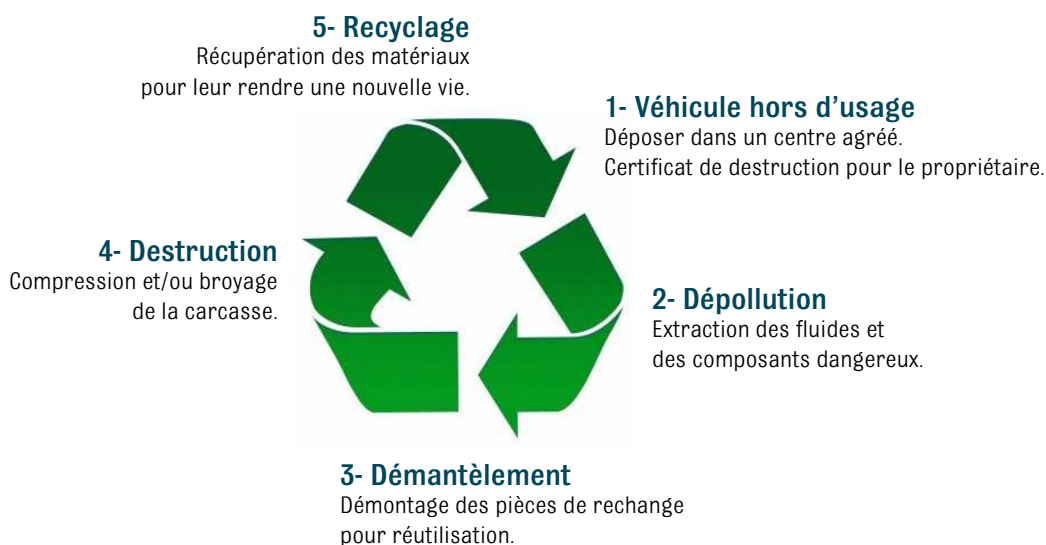 5- Recyclage
Récupération des matériaux
pour leur rendre une nouvelle vie.
1- Véhicule hors d’usage
Déposer dans un centre agréé.
Certificat de destruction pour le propriétaire.
4- Destruction
Compression et/ou broyage
de la carcasse.
2- Dépollution
Extraction des fluides et
des composants dangereux.
3- Démantèlement
Démontage des pièces de rechange
pour réutilisation.